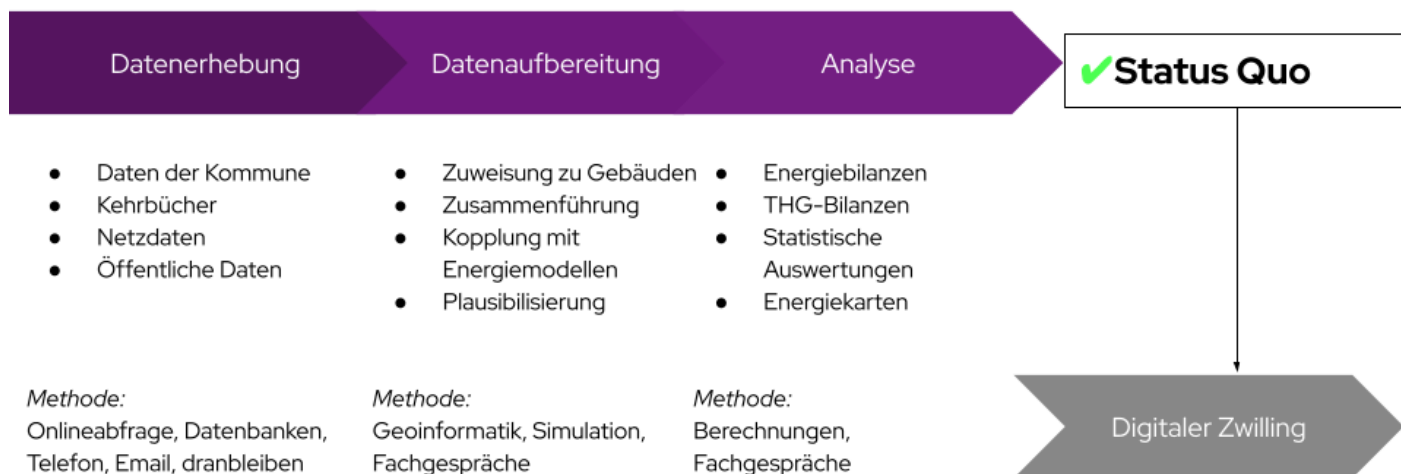 Datenerhebung
Datenaufbereitung
Analyse
✔Status Quo
● Daten der Kommune
● Kehrbücher
● Netzdaten
● Öffentliche Daten
● Zuweisung zu Gebäuden
● Zusammenführung
● Kopplung mit
Energiemodellen
● Plausibilisierung
● Energiebilanzen
● THG-Bilanzen
● Statistische
Auswertungen
● Energiekarten
Methode:
Onlineabfrage, Datenbanken,
Telefon, Email, dranbleiben
Methode:
Geoinformatik, Simulation,
Fachgespräche
Methode:
Berechnungen,
Fachgespräche
Digitaler Zwilling